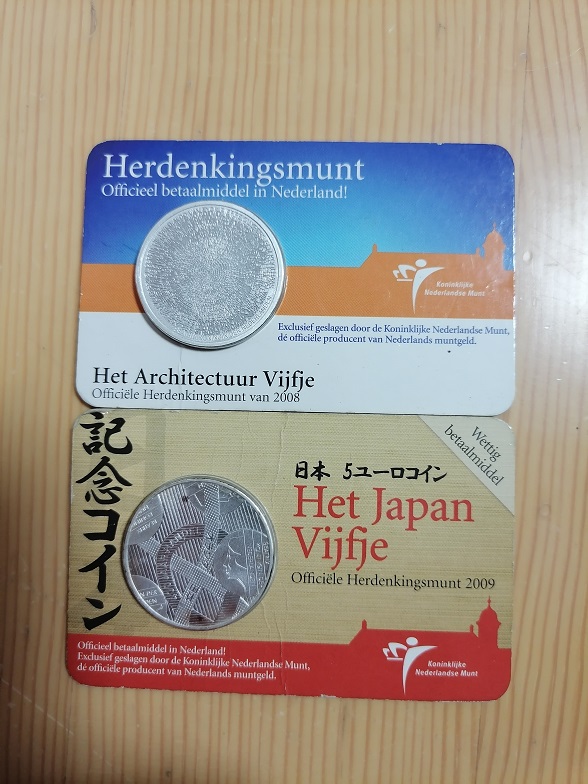 Herdenkingsmunt
Officieel betaalmiddel in Nederland!
Koninklijke
Nederlandse Munt
Exclusief geslagen door de Koninklijke Nederlandse Munt,
dé officiële producent van Nederlands muntgeld.
Het Architectuur Vijfje
Officiële Herdenkingsmunt van 2008
記念コイン
Wettig
betaalmiddel
日本 5ユーロコイン
Het Japan
Vijfje
Officiële Herdenkingsmunt 2009
Officieel betaalmiddel in Nederland!
Exclusief geslagen door de Koninklijke Nederlandse Munt,
dé officiële producent van Nederlands muntgeld.
Koninklijke
Nederlandse Munt